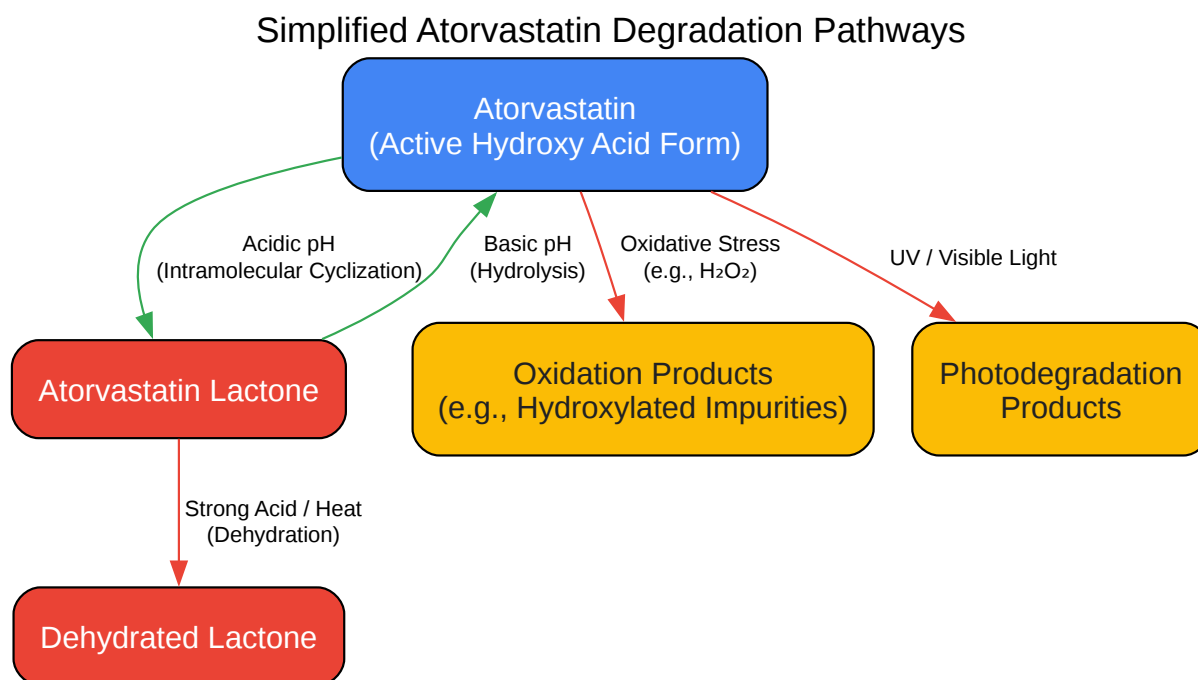 Simplified Atorvastatin Degradation Pathways
Atorvastatin
(Active Hydroxy Acid Form)
Acidic pH
(Intramolecular Cyclization)
Basic pH
(Hydrolysis)
Oxidative Stress
(e.g., H₂O₂)
UV / Visible Light
Atorvastatin Lactone
Oxidation Products
(e.g., Hydroxylated Impurities)
Photodegradation
Products
Strong Acid / Heat
(Dehydration)
Dehydrated Lactone